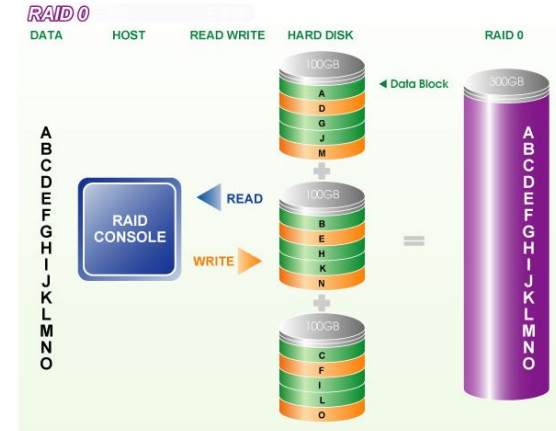 RAID 0
DATA HOST READ WRITE HARD DISK RAID 0
A
B
C
D
E
F
G
H
I
J
K
L
M
N
O
RAID
CONSOLE
READ
WRITE
100GB
A
D
G
J
M
Data Block
+
100GB
B
E
H
K
N
+
100GB
C
F
I
L
O
=
300GB
A
B
C
D
E
F
G
H
I
J
K
L
M
N
O